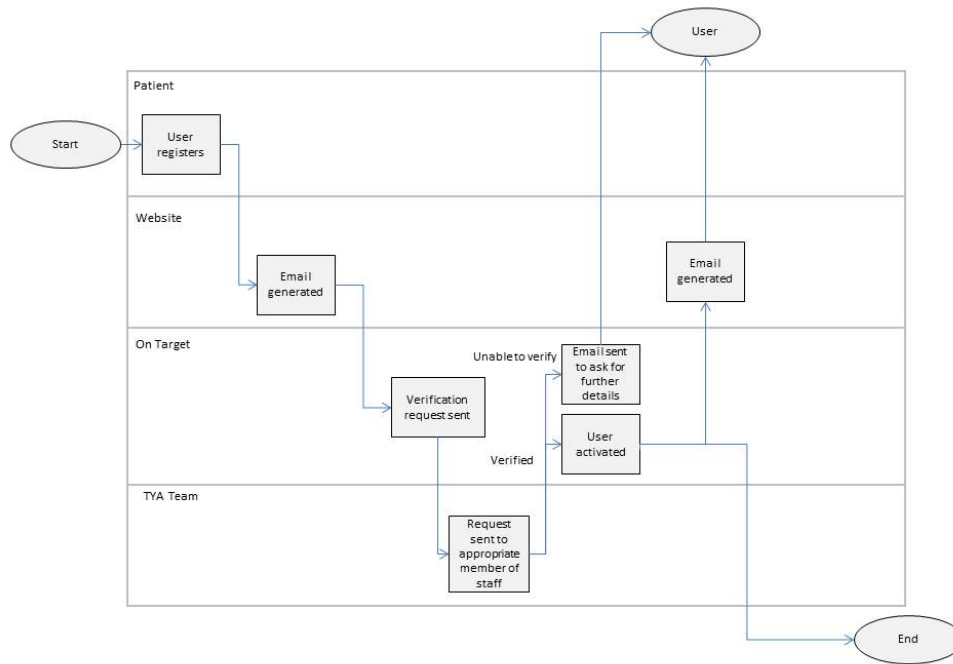 User
Patient
Start
User
registers
Website
Email
generated
Email
generated
On Target
Unable to verify
Email sent
to ask for
further
details
Verification
request sent
User
activated
Verified
TYA Team
Request
sent to
appropriate
member of
staff
End